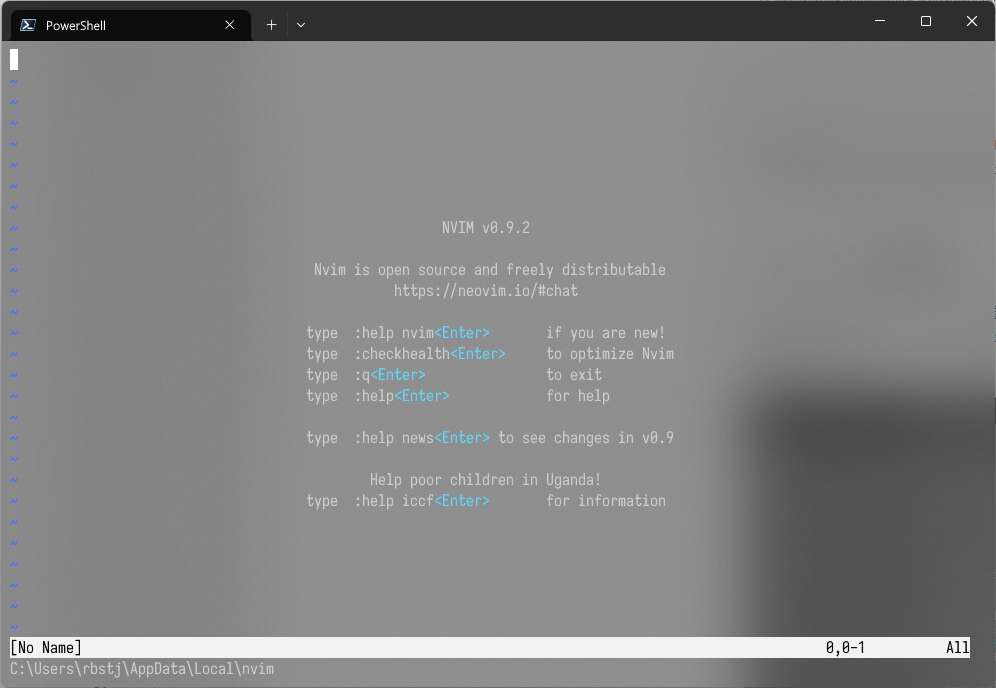 PowerShell
~
~
~
~
~
~
~
~ NVIM v0.9.2
~
~ Nvim is open source and freely distributable
~ https://neovim.io/#chat
~
~ type :help nvim<Enter> if you are new!
~ type :checkhealth<Enter> to optimize Nvim
~ type :q<Enter> to exit
~ type :help<Enter> for help
~
~ type :help news<Enter> to see changes in v0.9
~
~ Help poor children in Uganda!
~ type :help iccf<Enter> for information
~
~
~
~
~
~
[No Name] 0,0-1 All
C:\Users\rbstj\AppData\Local\nvim